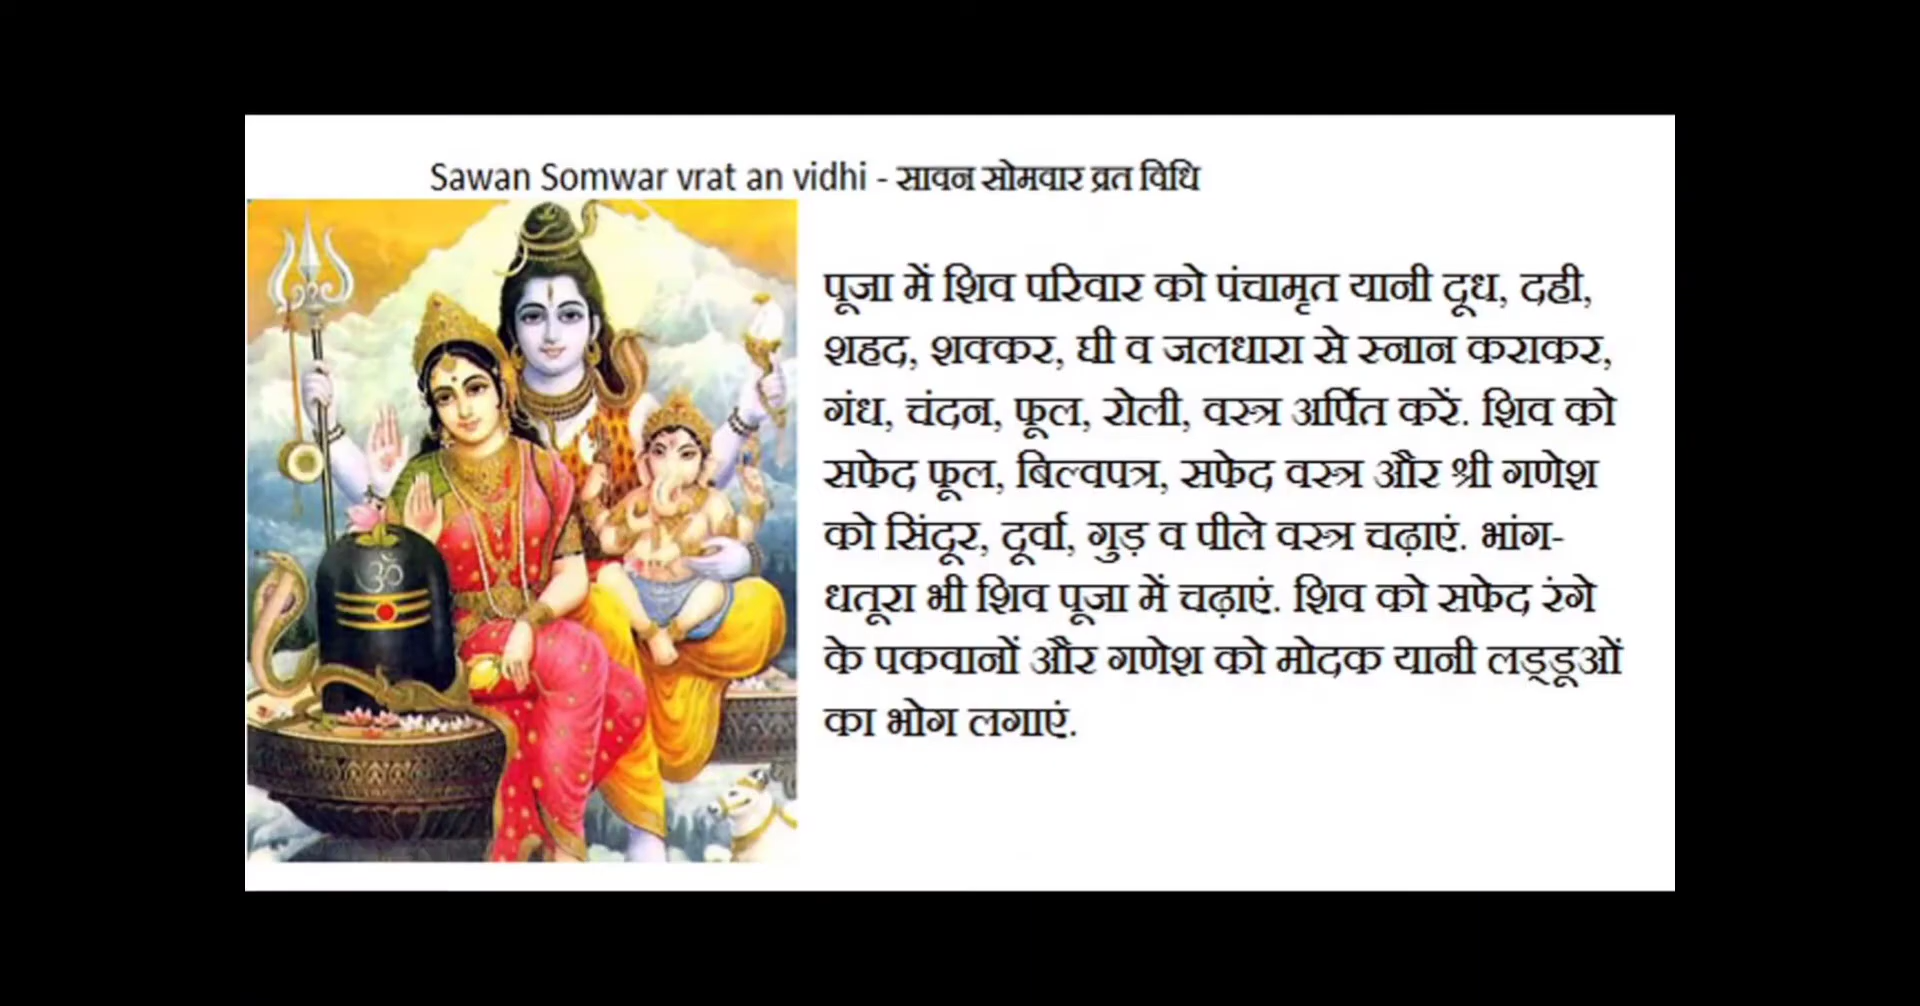 Sawan Somwar vrat an vidhi - सावन सोमवार व्रत विधि
पूजा में शिव परिवार को पंचामृत यानी दूध, दही,
शहद, शक्कर, घी व जलधारा से स्नान कराकर,
गंध, चंदन, फूल, रोली, वस्त्र अर्पित करें. शिव को
सफेद फूल, बिल्वपत्र, सफेद वस्त्र और श्री गणेश
को सिंदूर, दूर्वा, गुड़ व पीले वस्त्र चढ़ाएं. भांग-
धतूरा भी शिव पूजा में चढ़ाएं. शिव को सफेद रंगे
के पकवानों और गणेश को मोदक यानी लड्डूओं
का भोग लगाएं.
ॐ